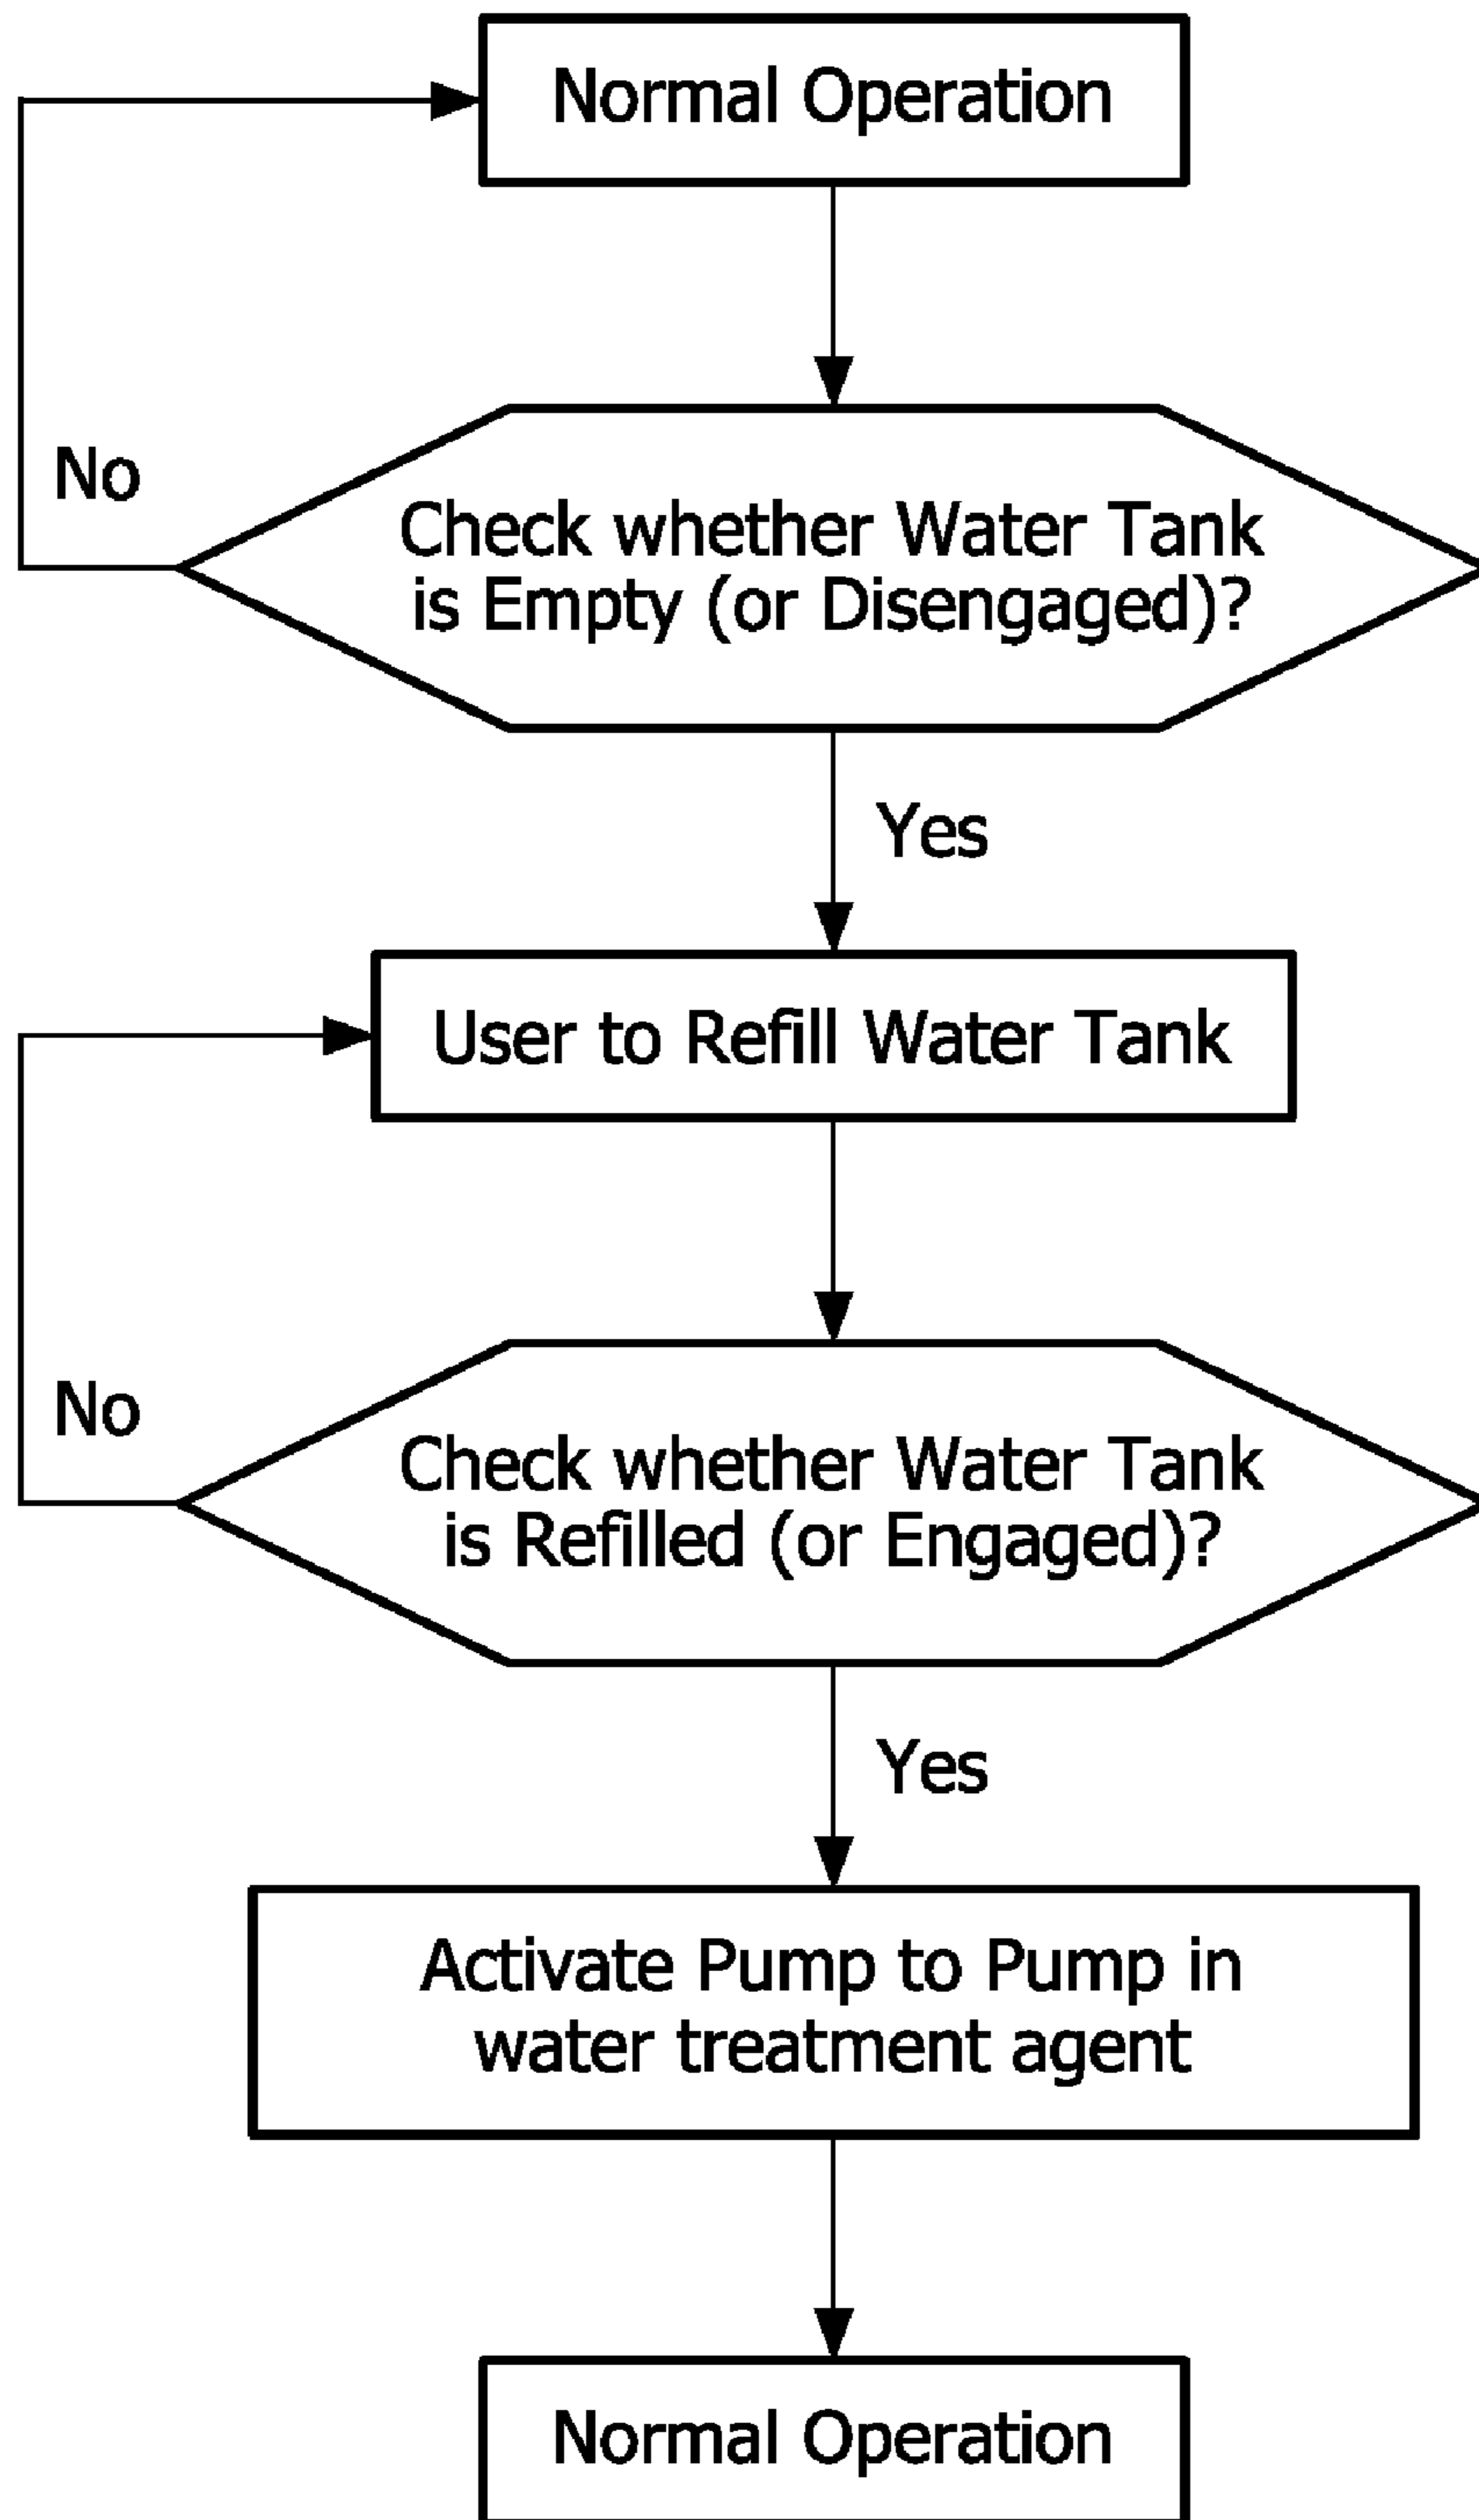 Normal Operation
No
Check whether Water Tank
is Empty (or Disengaged)?
Yes
User to Refill Water Tank
No
Check whether Water Tank
is Refilled (or Engaged)?
Yes
Activate Pump to Pump in
water treatment agent
Normal Operation